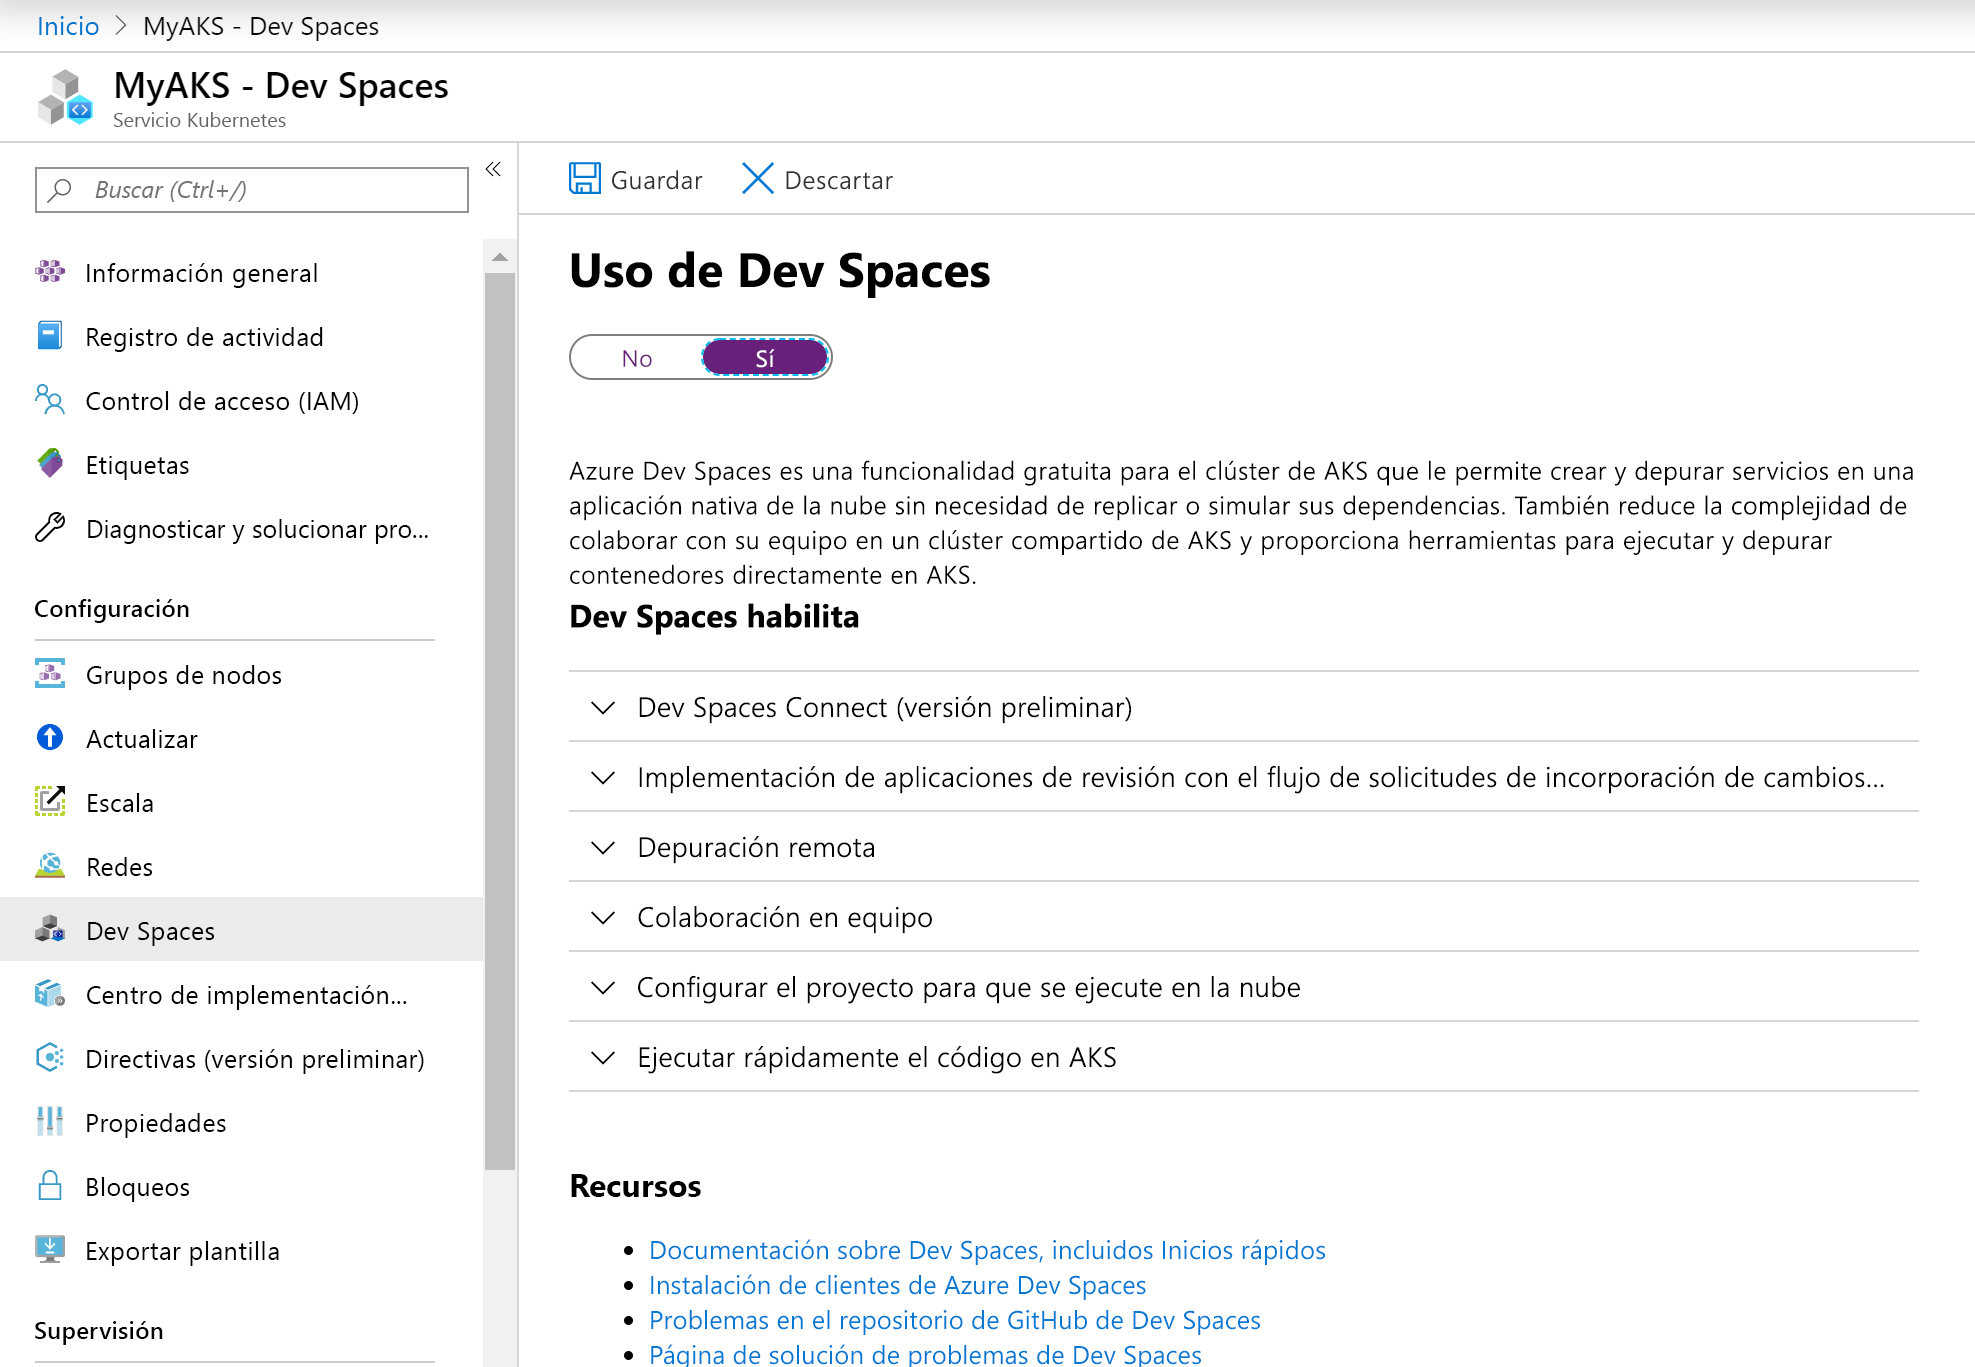 Inicio > MyAKS - Dev Spaces
MyAKS - Dev Spaces
Servicio Kubernetes
Buscar (Ctrl+/)
«
Información general
Registro de actividad
Control de acceso (IAM)
Etiquetas
Diagnosticar y solucionar pro...
Configuración
Grupos de nodos
Actualizar
Escala
Redes
Dev Spaces
Centro de implementación...
Directivas (versión preliminar)
Propiedades
Bloqueos
Exportar plantilla
Supervisión
Guardar
Descartar
Uso de Dev Spaces
No
Sí
Azure Dev Spaces es una funcionalidad gratuita para el clúster de AKS que le permite crear y depurar servicios en una
aplicación nativa de la nube sin necesidad de replicar o simular sus dependencias. También reduce la complejidad de
colaborar con su equipo en un clúster compartido de AKS y proporciona herramientas para ejecutar y depurar
contenedores directamente en AKS.
Dev Spaces habilita
Dev Spaces Connect (versión preliminar)
Implementación de aplicaciones de revisión con el flujo de solicitudes de incorporación de cambios...
Depuración remota
Colaboración en equipo
Configurar el proyecto para que se ejecute en la nube
Ejecutar rápidamente el código en AKS
Recursos
• Documentación sobre Dev Spaces, incluidos Inicios rápidos
• Instalación de clientes de Azure Dev Spaces
• Problemas en el repositorio de GitHub de Dev Spaces
• Página de solución de problemas de Dev Spaces